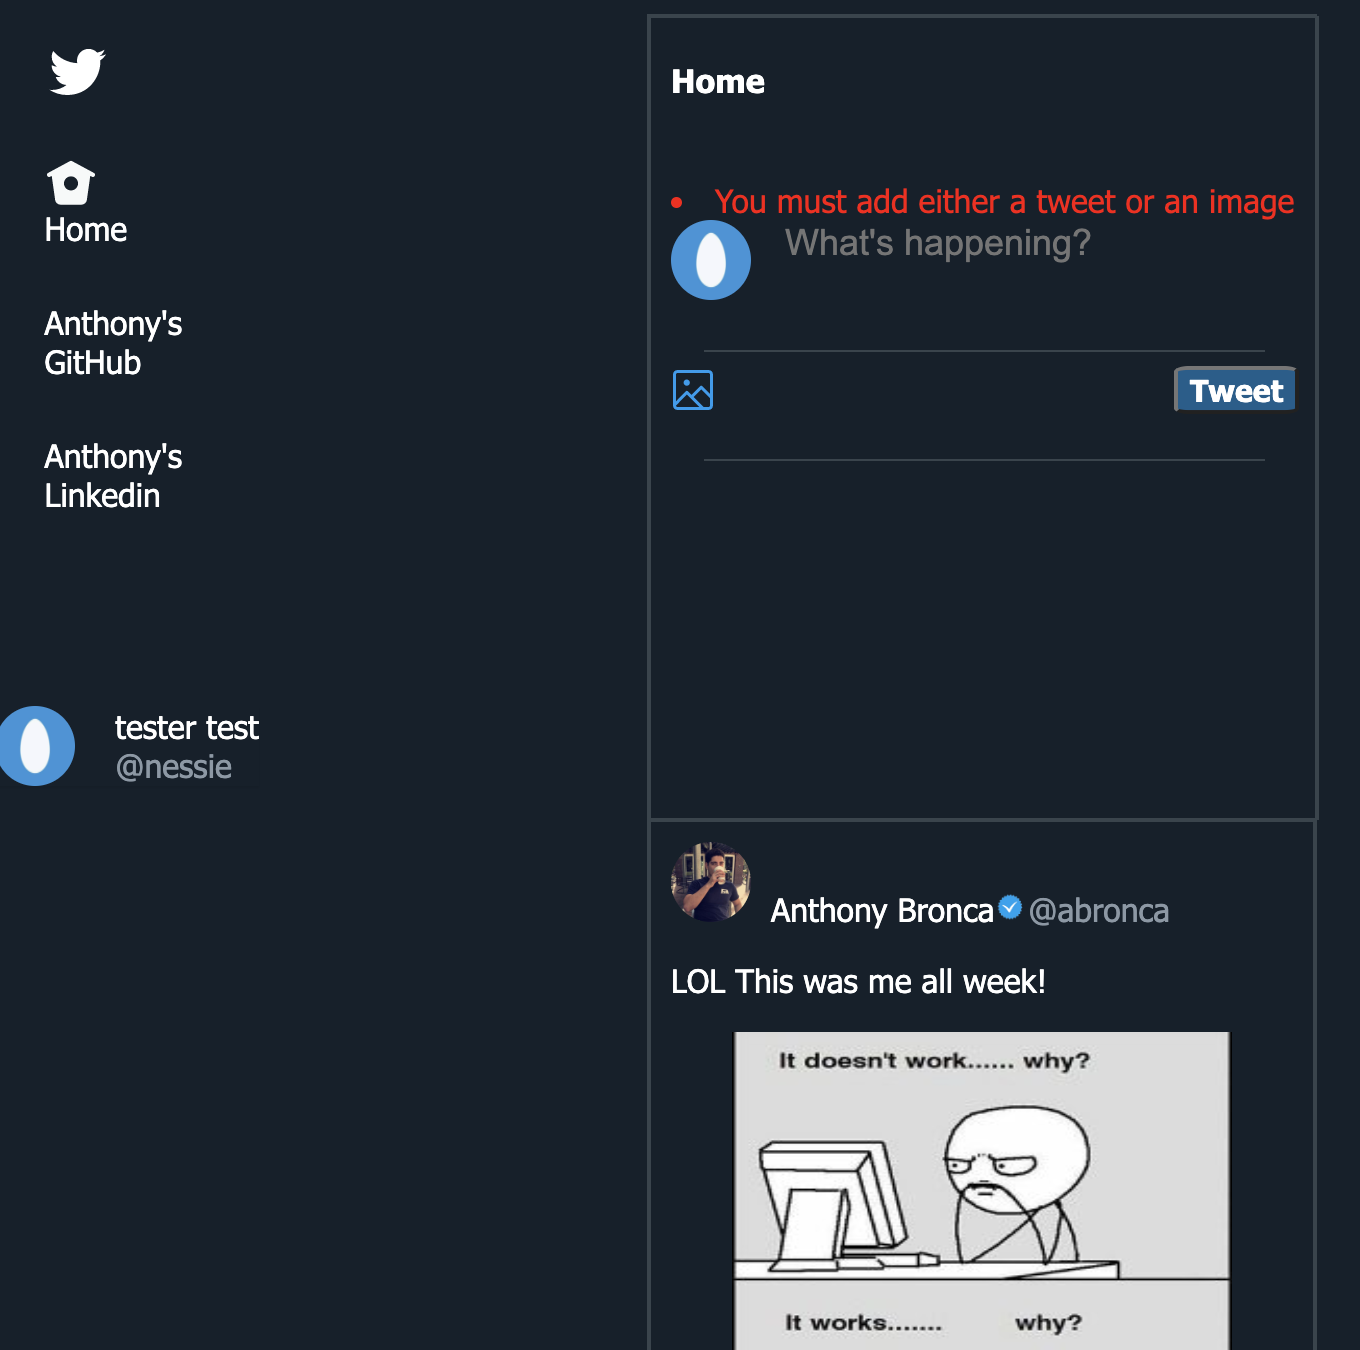 Home
Anthony's
GitHub
Anthony's
Linkedin
tester test
@nessie
Home
You must add either a tweet or an image
What's happening?
Tweet
Anthony Bronca @abronca
LOL This was me all week!
It doesn't work...... why?
It works....... why?